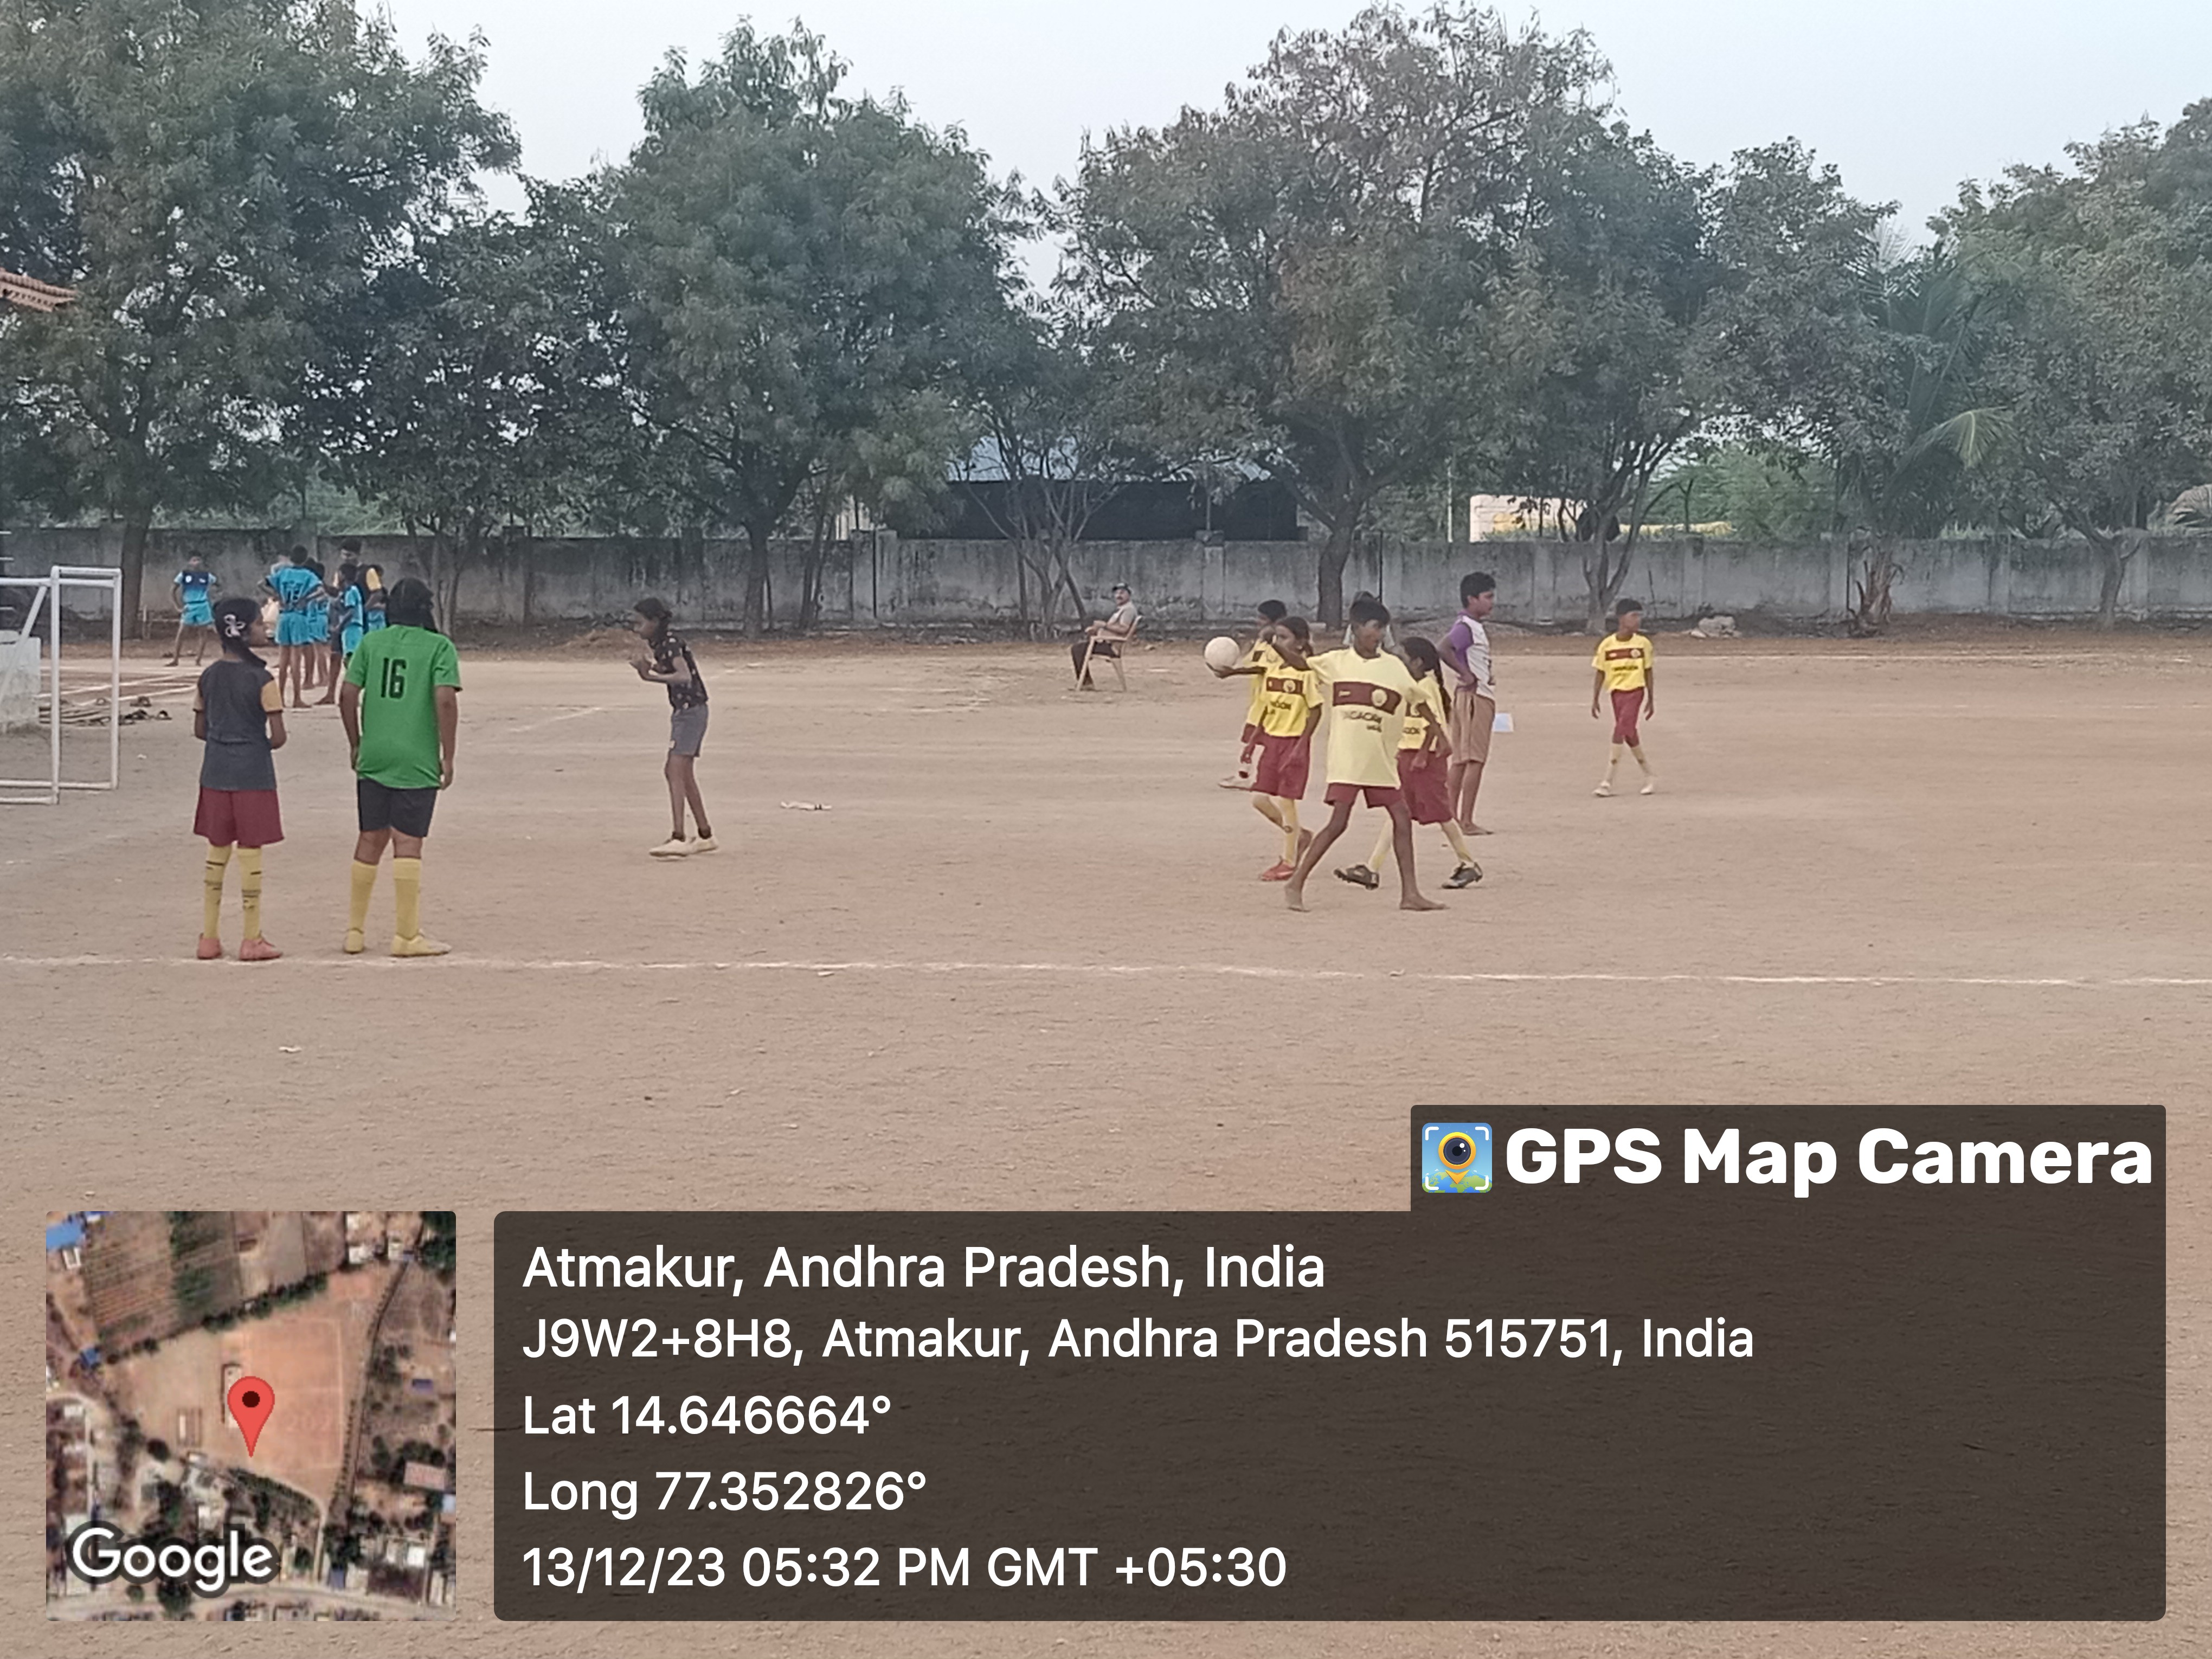 16
GPS Map Camera
Atmakur, Andhra Pradesh, India
J9W2+8H8, Atmakur, Andhra Pradesh 515751, India
Lat 14.646664°
Long 77.352826°
13/12/23 05:32 PM GMT +05:30
Google